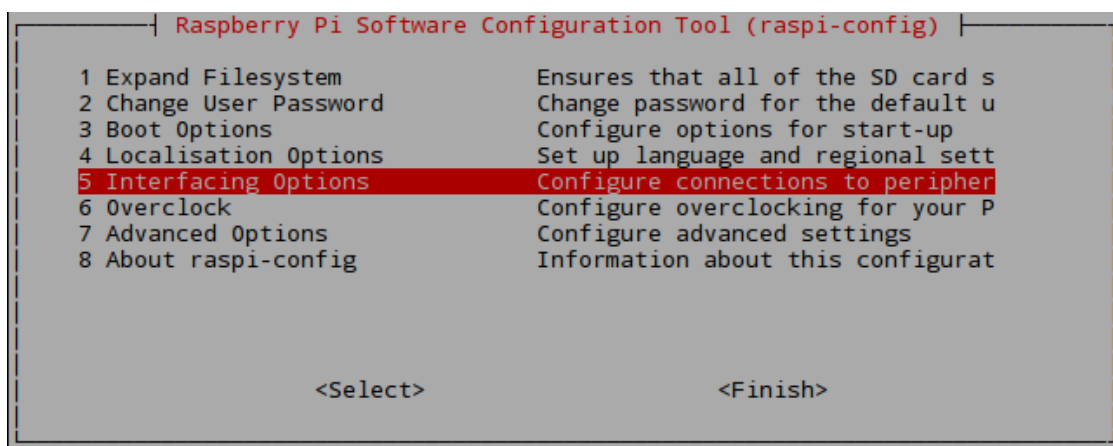 Raspberry Pi Software Configuration Tool (raspi-config)
1 Expand Filesystem Ensures that all of the SD card s
2 Change User Password Change password for the default u
3 Boot Options Configure options for start-up
4 Localisation Options Set up language and regional sett
5 Interfacing Options Configure connections to peripher
6 Overclock Configure overclocking for your P
7 Advanced Options Configure advanced settings
8 About raspi-config Information about this configurat
<Select> <Finish>